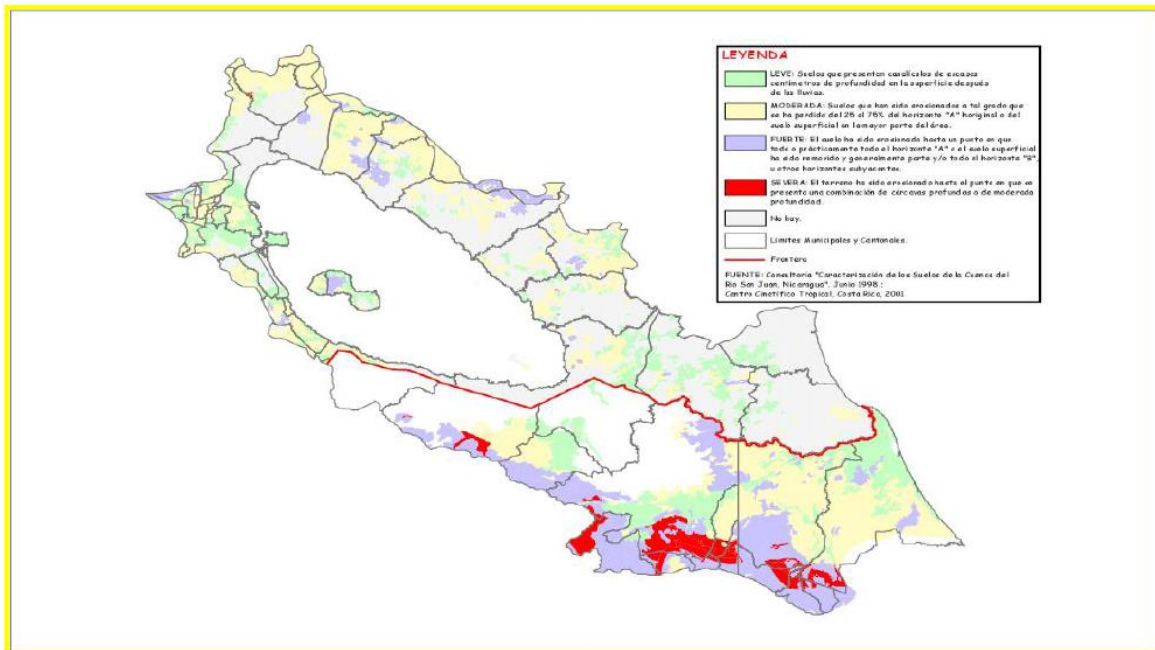 LEYENDA
LEVE: Suelos que presentan canalículos de escasos
centímetros de profundidad en la superficie después
de las lluvias.
MODERADA: Suelos que han sido erosionados a tal grado que
se ha perdido del 25 al 75% del horizonte "A" horiginal o del
suelo superficial en la mayor parte del área.
FUERTE: El suelo ha sido erosionado hasta un punto en que
todo o prácticamente todo el horizonte "A" o el suelo superficial
ha sido removido y generalmente parte y/o todo el horizonte "B",
u otros horizontes subyacentes.
SEVERA: El terreno ha sido erosionado hasta el punto en que se
presenta una combinación de cárcavas profundas o de moderada
profundidad.
No hay.
Límites Municipales y Cantonales.
Frontera
FUENTE: Consultoría "Caracterización de los Suelos de la Cuenca del
Río San Juan, Nicaragua", Junio 1998.;
Centro Científico Tropical, Costa Rica, 2001